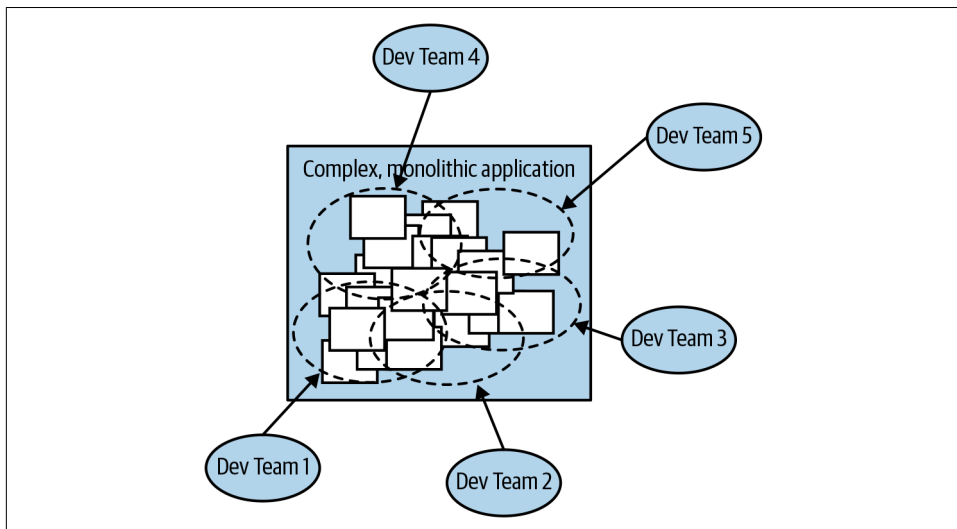 Dev Team 4
Dev Team 5
Complex, monolithic application
Dev Team 3
Dev Team 1
Dev Team 2